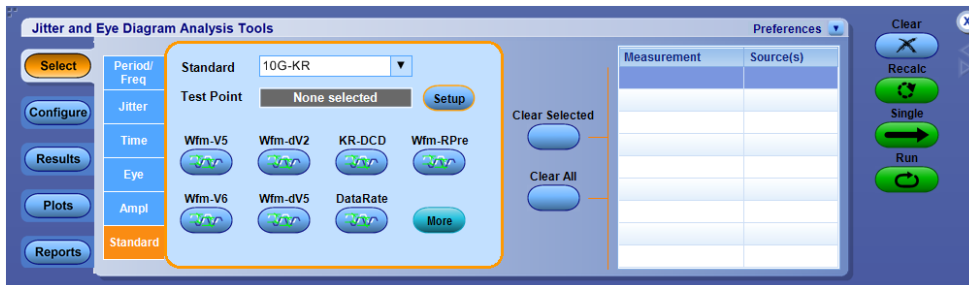 Jitter and Eye Diagram Analysis Tools
Preferences
Clear
X
Select
Configure
Results
Plots
Reports
Period/
Freq
Jitter
Time
Eye
Ampl
Standard
Standard 10G-KR
Test Point None selected Setup
Wfm-V5 Wfm-dV2 KR-DCD Wfm-RPre
Wfm-V6 Wfm-dV5 DataRate
More
Clear Selected
Clear All
Measurement Source(s)
Recalc
Single
Run